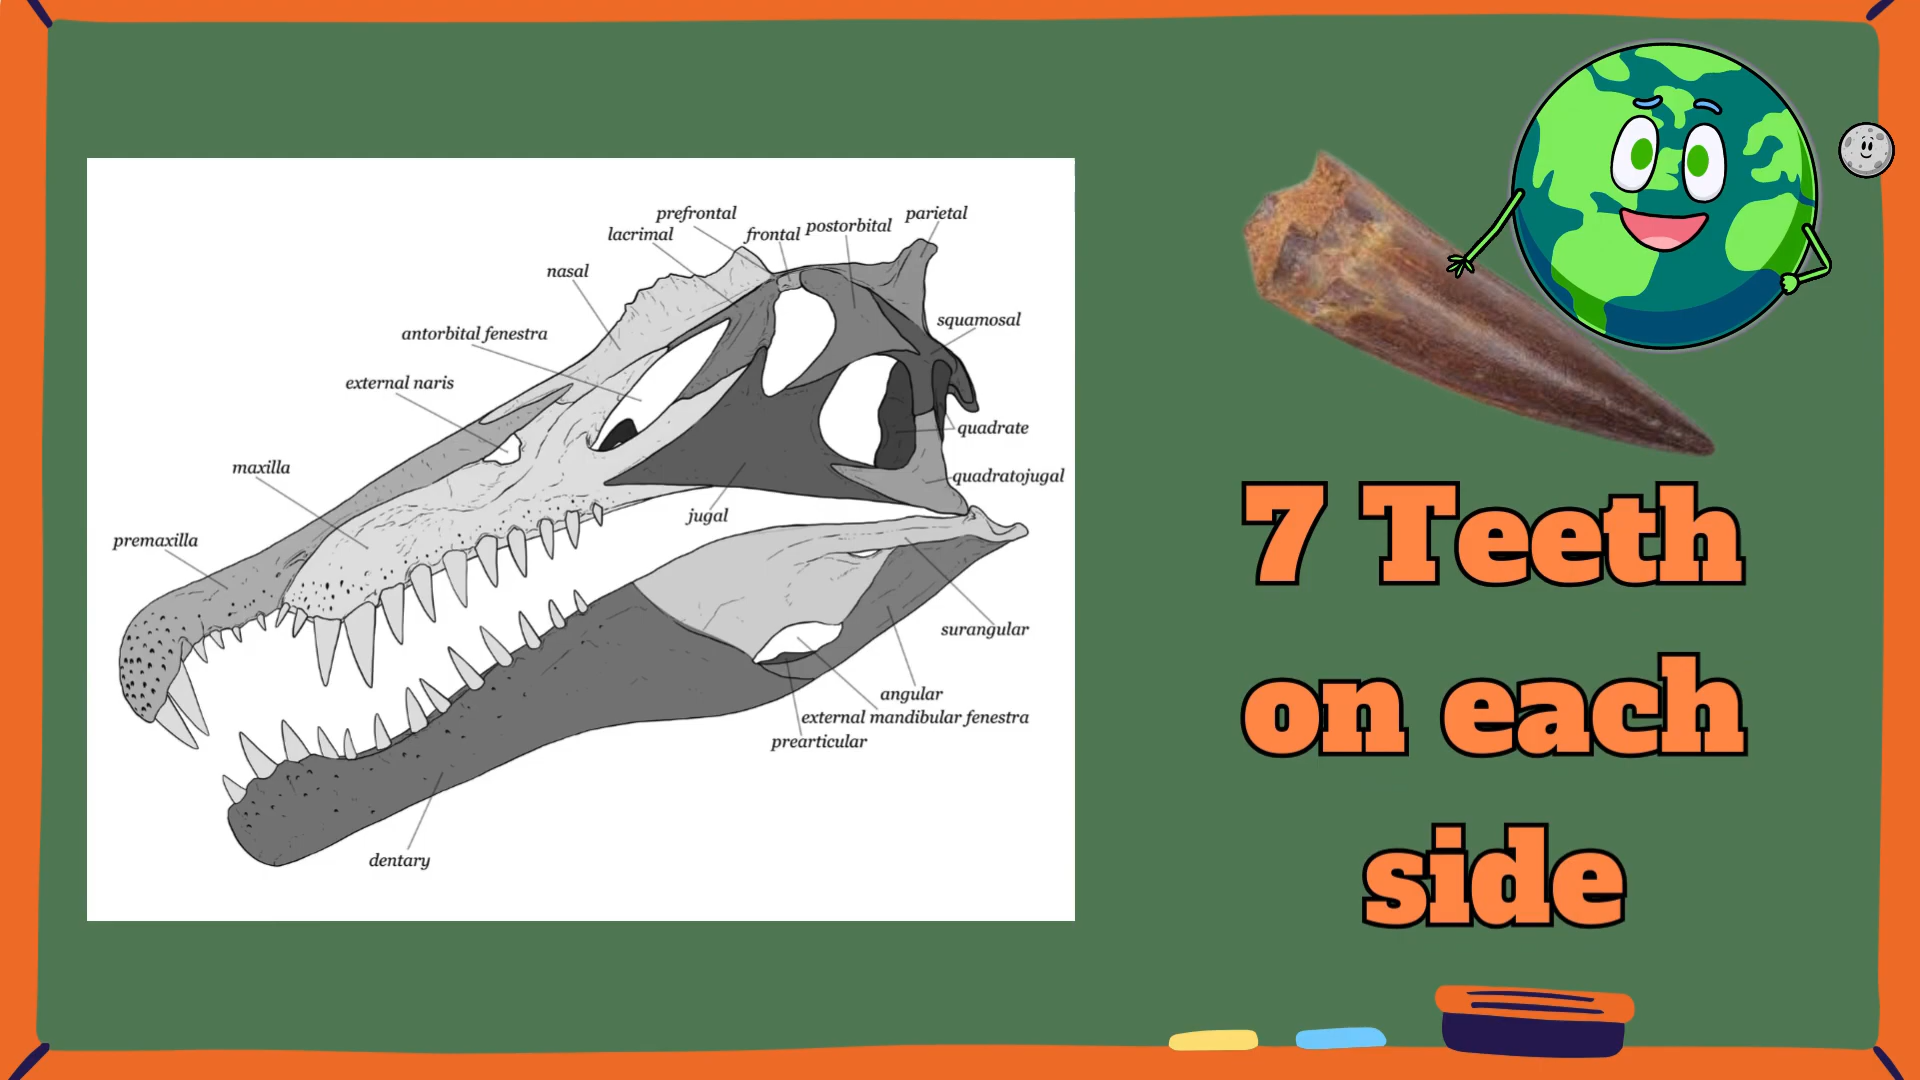 prefrontal
parietal
lacrimal
frontal
postorbital
nasal
squamosal
antorbital fenestra
external naris
quadrate
maxilla
quadratojugal
jugal
premaxilla
surangular
angular
external mandibular fenestra
prearticular
dentary
7 Teeth
on each
side